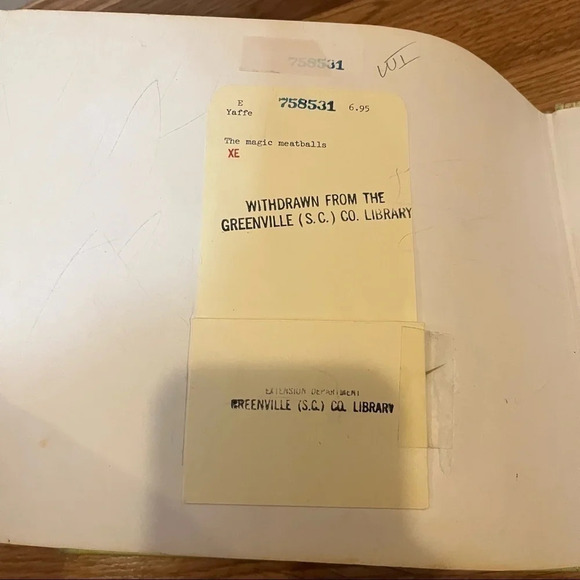 758531
E 758531 6.95
Yaffe
The magic meatballs
XE
WITHDRAWN FROM THE
GREENVILLE (S.C.) CO. LIBRARY
EXTENSION DEPARTMENT
GREENVILLE (S.C.) CO. LIBRARY